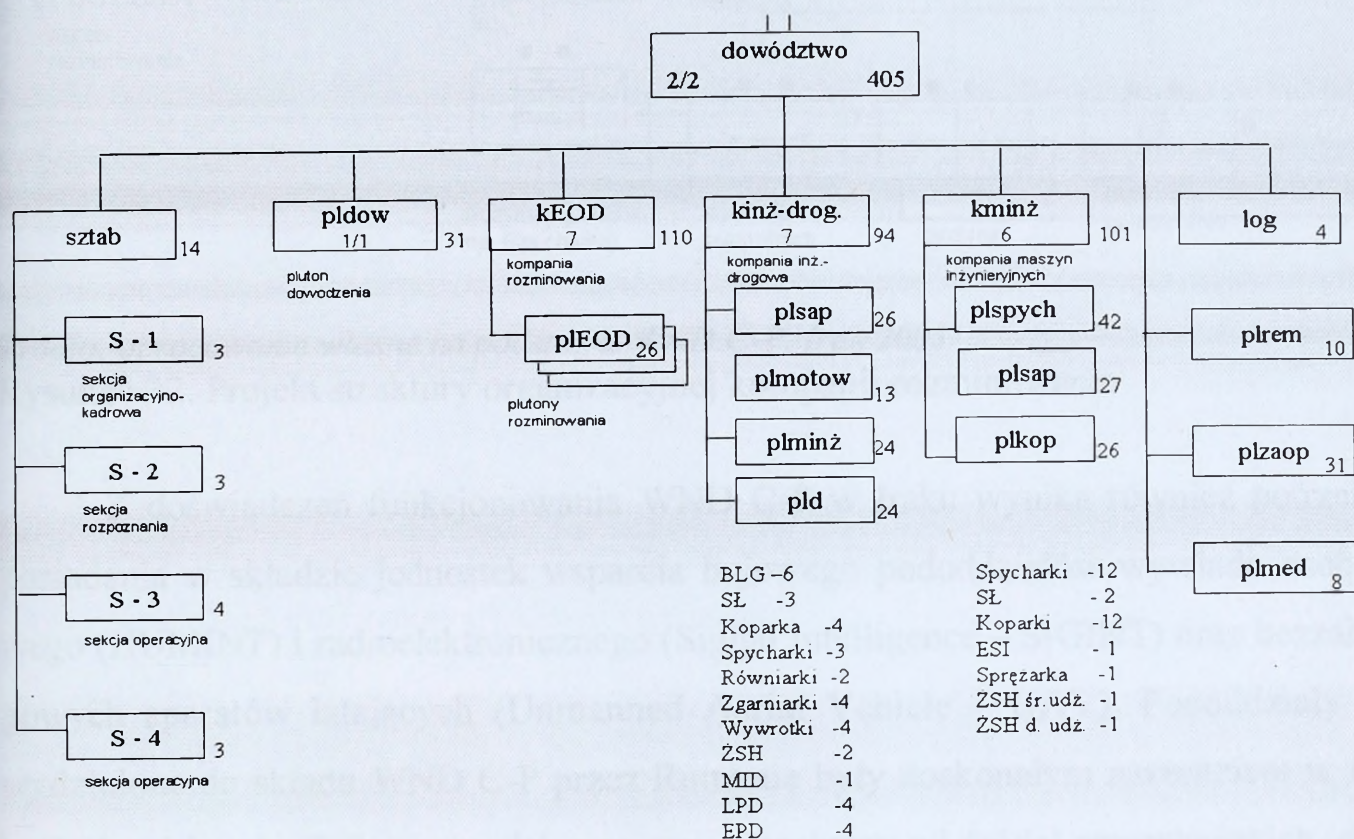 dowództwo
2/2 405
sztab 14
pldow
1/1 31
pluton
dowodzenia
kEOD
7 110
kompania
rozminowania
kinż-drog.
7 94
kompania inż.-
drogowa
kminż
6 101
kompania maszyn
inżynieryjnych
log 4
S - 1 3
sekcja
organizacyjno-
kadrowa
S - 2 3
sekcja
rozpoznania
S - 3 4
sekcja operacyjna
S - 4 3
sekcja operacyjna
plEOD 26
plutony
rozminowania
plsap 26
plmotow 13
plminż 24
pld 24
BLG -6
SŁ -3
Koparka -4
Spycharki -3
Równiarki -2
Zgarniarki -4
Wywrotki -4
ŻSH -2
MID -1
LPD -4
EPD -4
plspych 42
plsap 27
plkop 26
Spycharki -12
SŁ - 2
Koparki -12
ESI - 1
Sprężarka - 1
ŻSH śr. udź. - 1
ŻSH d. udź. -1
plrem 10
plzaop 31
plmed 8